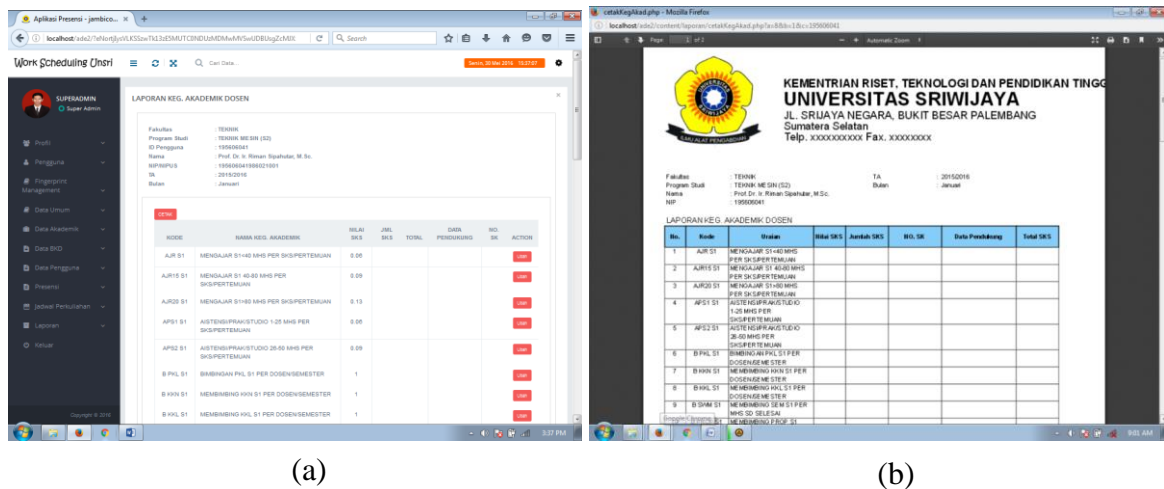 Aplikasi Presensi - jambico...
Search
Work Scheduling Unsri
Cari Data...
Senin, 30 Mei 2016 15:37:07
SUPERADMIN
Super Admin
Profil
Pengguna
Fingerprint
Management
Data Umum
Data Akademik
Data BKD
Data Pengguna
Presensi
Jadwal Perkuliahan
Laporan
Keluar
Copyright © 2016
LAPORAN KEG. AKADEMIK DOSEN
Fakultas : TEKNIK
Program Studi : TEKNIK MESIN (S2)
ID Pengguna : 195606041
Nama : Prof. Dr. Ir. Riman Sipahutar, M.Sc.
NIP/NIPUS : 195606041986021001
TA : 2015/2016
Bulan : Januari
CETAK
KODE NAMA KEG. AKADEMIK NILAI SKS JML SKS TOTAL DATA PENDUKUNG NO. SK ACTION
AJR S1 MENGAJAR S1<40 MHS PER SKS/PERTEMUAN 0.06
AJR15 S1 MENGAJAR S1 40-80 MHS PER SKS/PERTEMUAN 0.09
AJR20 S1 MENGAJAR S1>80 MHS PER SKS/PERTEMUAN 0.13
APS1 S1 AISTENSI/PRAK/STUDIO 1-25 MHS PER SKS/PERTEMUAN 0.06
APS2 S1 AISTENSI/PRAK/STUDIO 26-50 MHS PER SKS/PERTEMUAN 0.09
B PKL S1 BIMBINGAN PKL S1 PER DOSEN/SEMESTER 1
B KKN S1 MEMBIMBING KKN S1 PER DOSEN/SEMESTER 1
B KKL S1 MEMBIMBING KKL S1 PER DOSEN/SEMESTER 1
3:37 PM
(a)
cetakKegAkad.php - Mozilla Firefox
localhost/ade2/content/laporan/cetakKegAkad.php?a=8&b=1&c=195606041
Page: 1 of 2
Automatic Zoom
KEMENTRIAN RISET, TEKNOLOGI DAN PENDIDIKAN TINGG
UNIVERSITAS SRIWIJAYA
JL. SRIJAYA NEGARA, BUKIT BESAR PALEMBANG
Sumatera Selatan
Telp. xxxxxxxxxx Fax. xxxxxxxx
Fakultas : TEKNIK TA : 2015/2016
Program Studi : TEKNIK MESIN (S2) Bulan : Januari
Nama : Prof. Dr. Ir. Riman Sipahutar, M.Sc.
NIP : 195606041
LAPORAN KEG. AKADEMIK DOSEN
No. Kode Uraian Nilai SKS Jumlah SKS NO. SK Data Pendukung Total SKS
1 AJR S1 MENGAJAR S1<40 MHS
PER SKS/PERTEMUAN
2 AJR15 S1 MENGAJAR S1 40-80 MHS
PER SKS/PERTEMUAN
3 AJR20 S1 MENGAJAR S1>80 MHS
PER SKS/PERTEMUAN
4 APS1 S1 AISTENSI/PRAK/STUDIO
1-25 MHS PER
SKS/PERTEMUAN
5 APS2 S1 AISTENSI/PRAK/STUDIO
26-50 MHS PER
SKS/PERTEMUAN
6 B PKL S1 BIMBINGAN PKL S1 PER
DOSEN/SEMESTER
7 B KKN S1 MEMBIMBING KKN S1 PER
DOSEN/SEMESTER
8 B KKL S1 MEMBIMBING KKL S1 PER
DOSEN/SEMESTER
9 B SWM S1 MEMBIMBING SEM S1 PER
MHS SD SELESAI
MEMBIMBING PROP S1
Google Chrome
9:01 AM
(b)